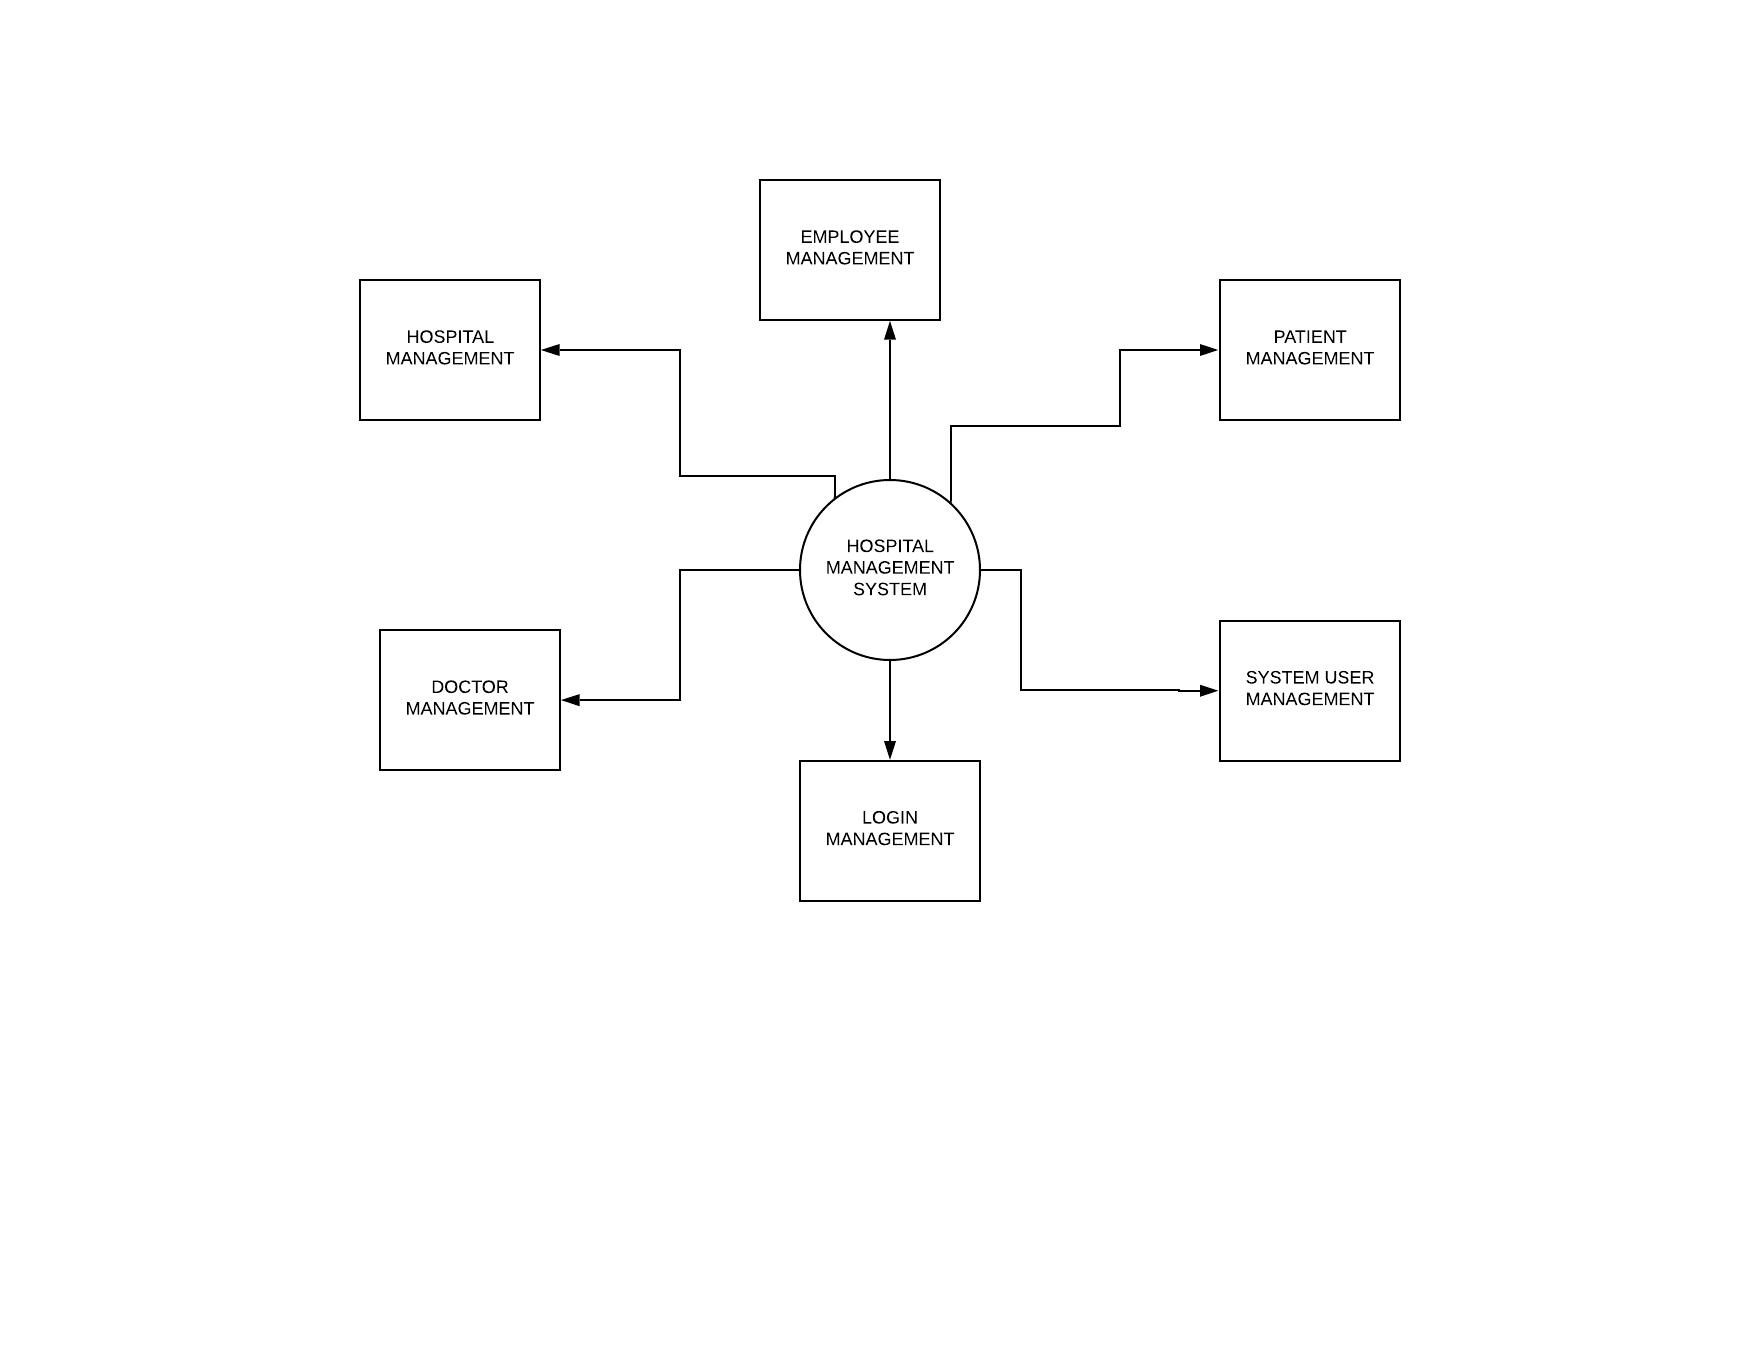 EMPLOYEE
MANAGEMENT
HOSPITAL
MANAGEMENT
PATIENT
MANAGEMENT
HOSPITAL
MANAGEMENT
SYSTEM
DOCTOR
MANAGEMENT
SYSTEM USER
MANAGEMENT
LOGIN
MANAGEMENT